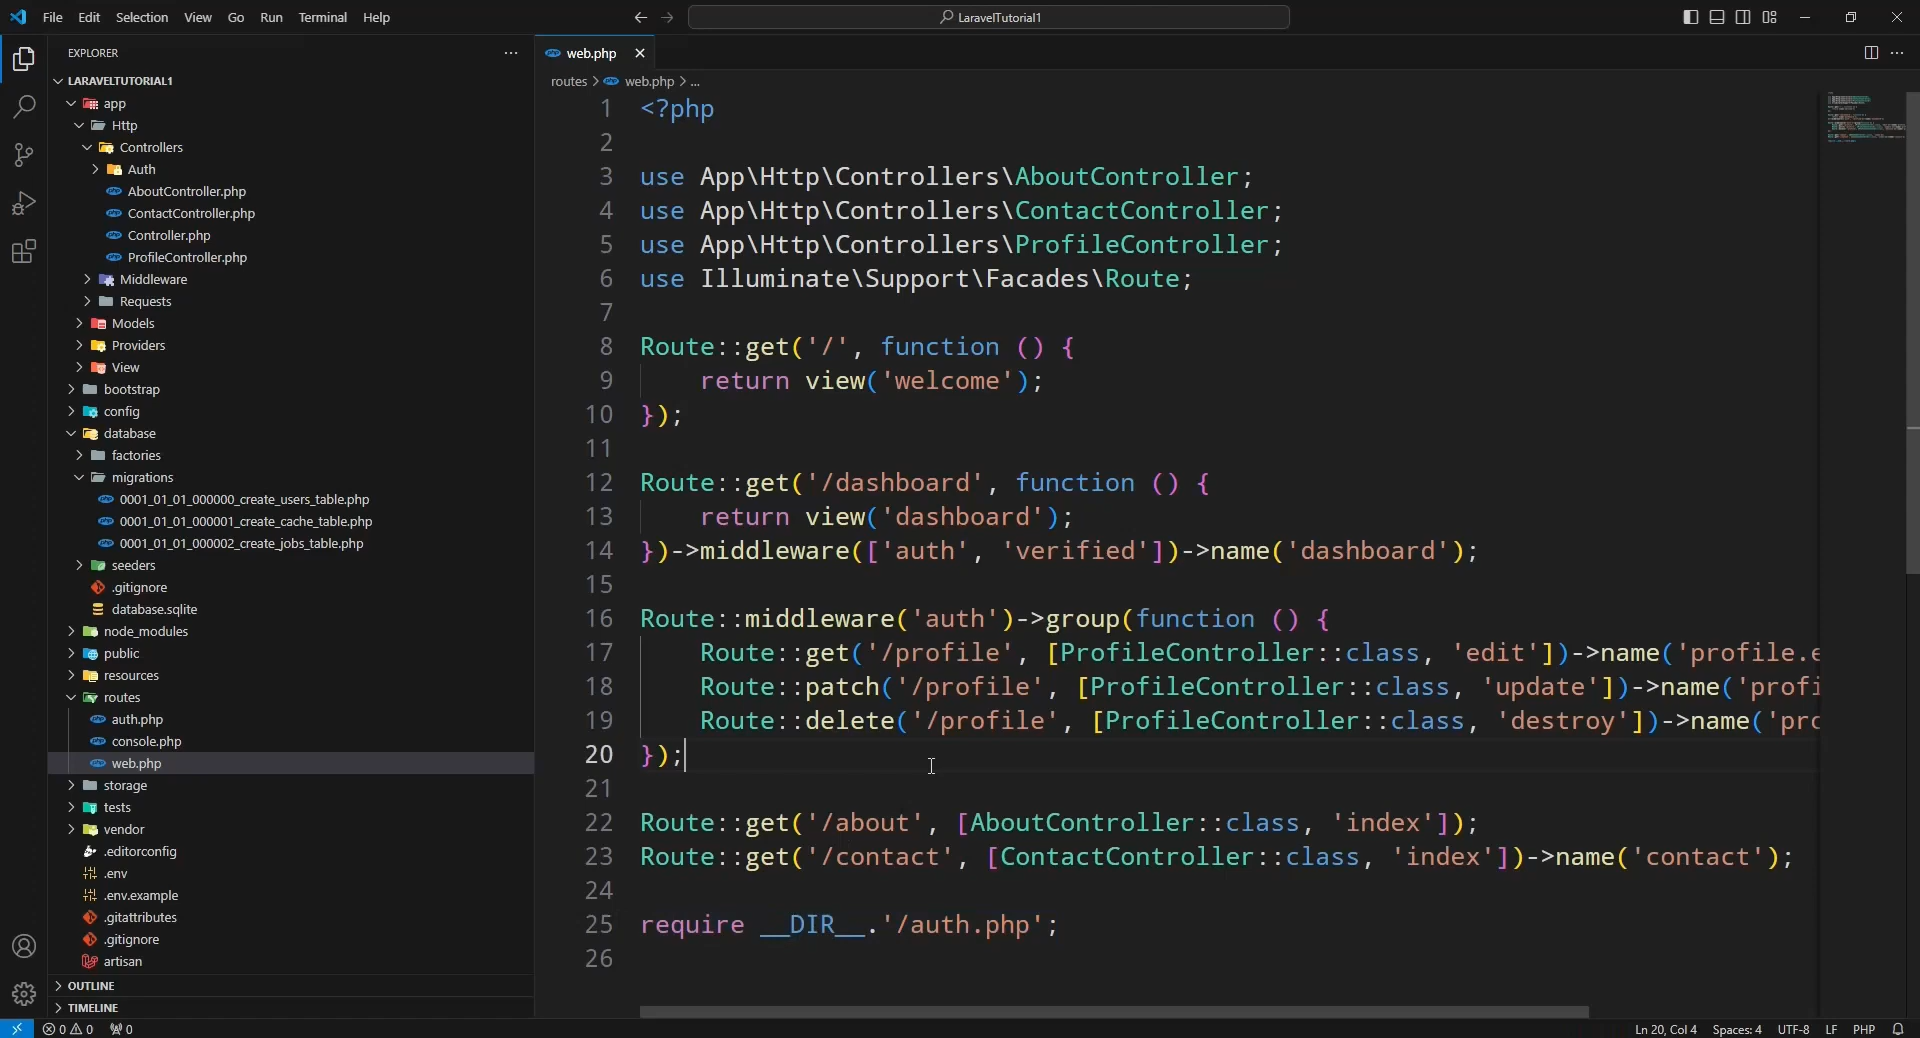 File Edit Selection View Go Run Terminal Help
LaravelTutorial1
EXPLORER
LARAVELTUTORIAL1
app
Http
Controllers
Auth
AboutController.php
ContactController.php
Controller.php
ProfileController.php
Middleware
Requests
Models
Providers
View
bootstrap
config
database
factories
migrations
0001_01_01_000000_create_users_table.php
0001_01_01_000001_create_cache_table.php
0001_01_01_000002_create_jobs_table.php
seeders
.gitignore
database.sqlite
node_modules
public
resources
routes
auth.php
console.php
web.php
storage
tests
vendor
.editorconfig
.env
.env.example
.gitattributes
.gitignore
artisan
OUTLINE
TIMELINE
web.php
routes > web.php > ...
1 <?php
2
3 use App\Http\Controllers\AboutController;
4 use App\Http\Controllers\ContactController;
5 use App\Http\Controllers\ProfileController;
6 use Illuminate\Support\Facades\Route;
7
8 Route::get('/', function () {
9 return view('welcome');
10 });
11
12 Route::get('/dashboard', function () {
13 return view('dashboard');
14 })->middleware(['auth', 'verified'])->name('dashboard');
15
16 Route::middleware('auth')->group(function () {
17 Route::get('/profile', [ProfileController::class, 'edit'])->name('profile.e
18 Route::patch('/profile', [ProfileController::class, 'update'])->name('profi
19 Route::delete('/profile', [ProfileController::class, 'destroy'])->name('pro
20 });
21
22 Route::get('/about', [AboutController::class, 'index']);
23 Route::get('/contact', [ContactController::class, 'index'])->name('contact');
24
25 require __DIR__.'/auth.php';
26
0 0 0
Ln 20, Col 4 Spaces: 4 UTF-8 LF PHP